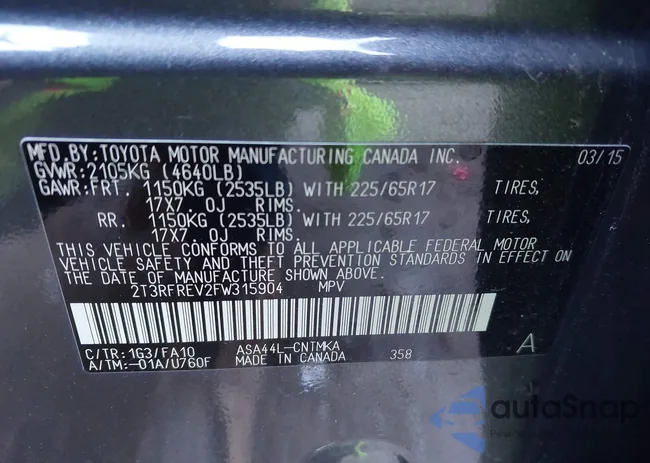 MFD.BY:TOYOTA MOTOR MANUFACTURING CANADA INC. 03/15
GVWR:2105KG (4640LB)
GAWR:FRT. 1150KG (2535LB) WITH 225/65R17 TIRES,
17X7 OJ RIMS.
RR. 1150KG (2535LB) WITH 225/65R17 TIRES,
17X7 OJ RIMS.
THIS VEHICLE CONFORMS TO ALL APPLICABLE FEDERAL MOTOR
VEHICLE SAFETY AND THEFT PREVENTION STANDARDS IN EFFECT ON
THE DATE OF MANUFACTURE SHOWN ABOVE.
2T3RFREV2FW315904 MPV
C/TR:1G3/FA10 ASA44L-CNTMKA
A/TM:-01A/U760F MADE IN CANADA 358 A
autoSnap